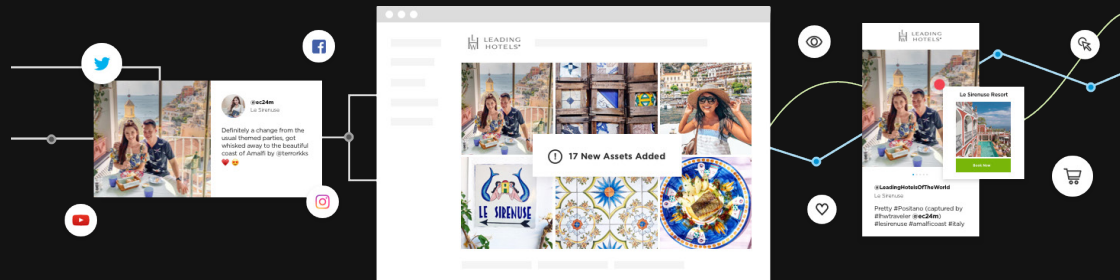 @ec24m
Le Sirenuse
Definitely a change from the
usual themed parties, got
whisked away to the beautiful
coast of Amalfi by @terrorkks
LEADING
HOTELS®
17 New Assets Added
LE SIRENUSE
LEADING
HOTELS®
Le Sirenuse Resort
Book Now
@LeadingHotelsOfTheWorld
Le Sirenuse
Pretty #Positano (captured by
#lhwtraveler @ec24m)
#lesirenuse #amalficoast #italy